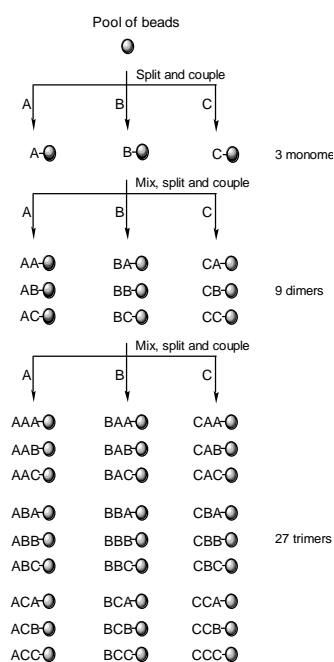 Pool of beads
Split and couple
A B C
A- B- C- 3 monome
Mix, split and couple
A B C
AA- BA- CA-
AB- BB- CB- 9 dimers
AC- BC- CC-
Mix, split and couple
A B C
AAA- BAA- CAA-
AAB- BAB- CAB-
AAC- BAC- CAC-
ABA- BBA- CBA-
ABB- BBB- CBB- 27 trimers
ABC- BBC- CBC-
ACA- BCA- CCA-
ACB- BCB- CCB-
ACC- BCC- CCC-